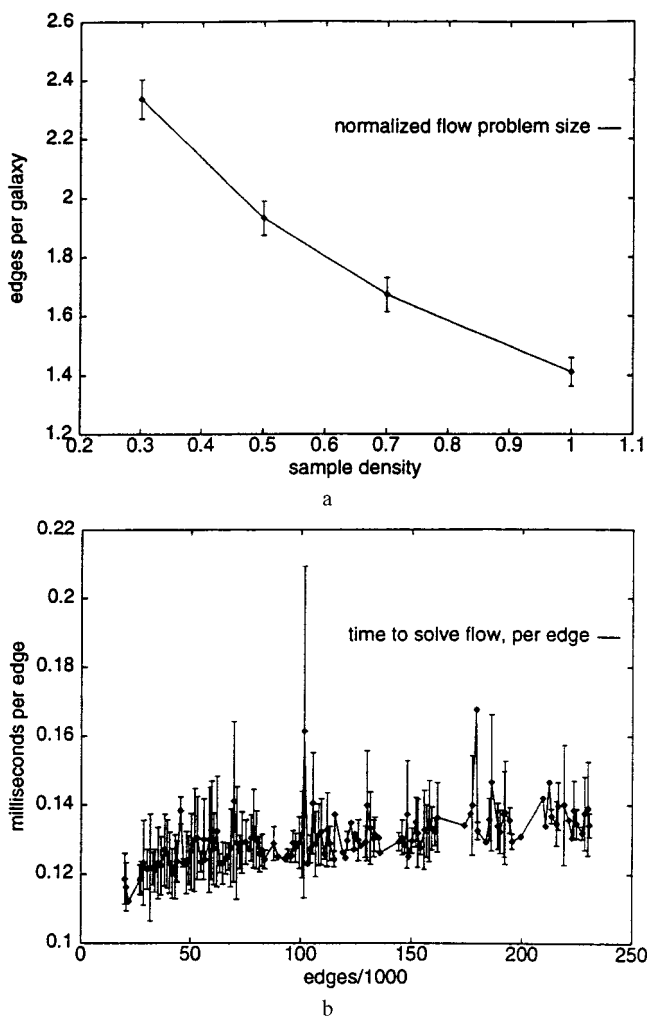 2.6
2.4
2.2
2
1.8
1.6
1.4
1.2
edges per galaxy
normalized flow problem size
0.2 0.3 0.4 0.5 0.6 0.7 0.8 0.9 1 1.1
sample density
a
0.22
0.2
0.18
0.16
0.14
0.12
0.1
milliseconds per edge
time to solve flow, per edge
0 50 100 150 200 250
edges/1000
b